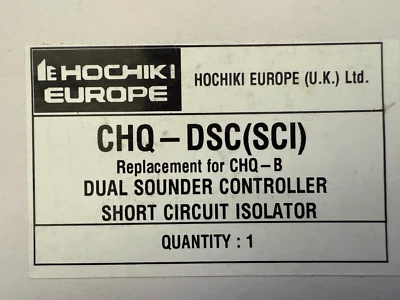 HOCHIKI
EUROPE
HOCHIKI EUROPE (U.K.) Ltd.
CHQ – DSC(SCI)
Replacement for CHQ – B
DUAL SOUNDER CONTROLLER
SHORT CIRCUIT ISOLATOR
QUANTITY : 1